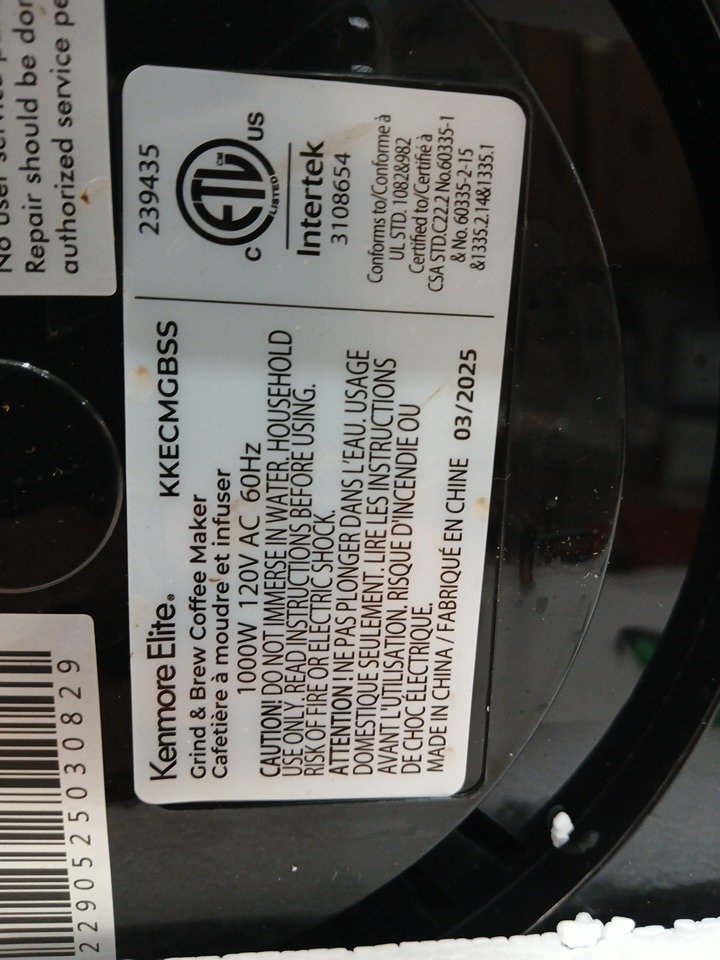 No user
Repair should be don
authorized service pe
Kenmore Elite. KKECMGBSS
Grind & Brew Coffee Maker
Cafetière à moudre et infuser
1000W 120V AC 60Hz
CAUTION! DO NOT IMMERSE IN WATER. HOUSEHOLD
USE ONLY. READ INSTRUCTIONS BEFORE USING.
RISK OF FIRE OR ELECTRIC SHOCK.
ATTENTION! NE PAS PLONGER DANS L'EAU. USAGE
DOMESTIQUE SEULEMENT. LIRE LES INSTRUCTIONS
AVANT L'UTILISATION. RISQUE D'INCENDIE OU
DE CHOC ÉLECTRIQUE.
MADE IN CHINA / FABRIQUÉ EN CHINE 03/2025
239435
ETL CM
LISTED
C US
Intertek
3108654
Conforms to/Conforme à
UL STD. 1082&982
Certified to/Certifié à
CSA STD.C22.2 No.60335-1
& No. 60335-2-15
&1335.2.14&1335.1
2290525030829